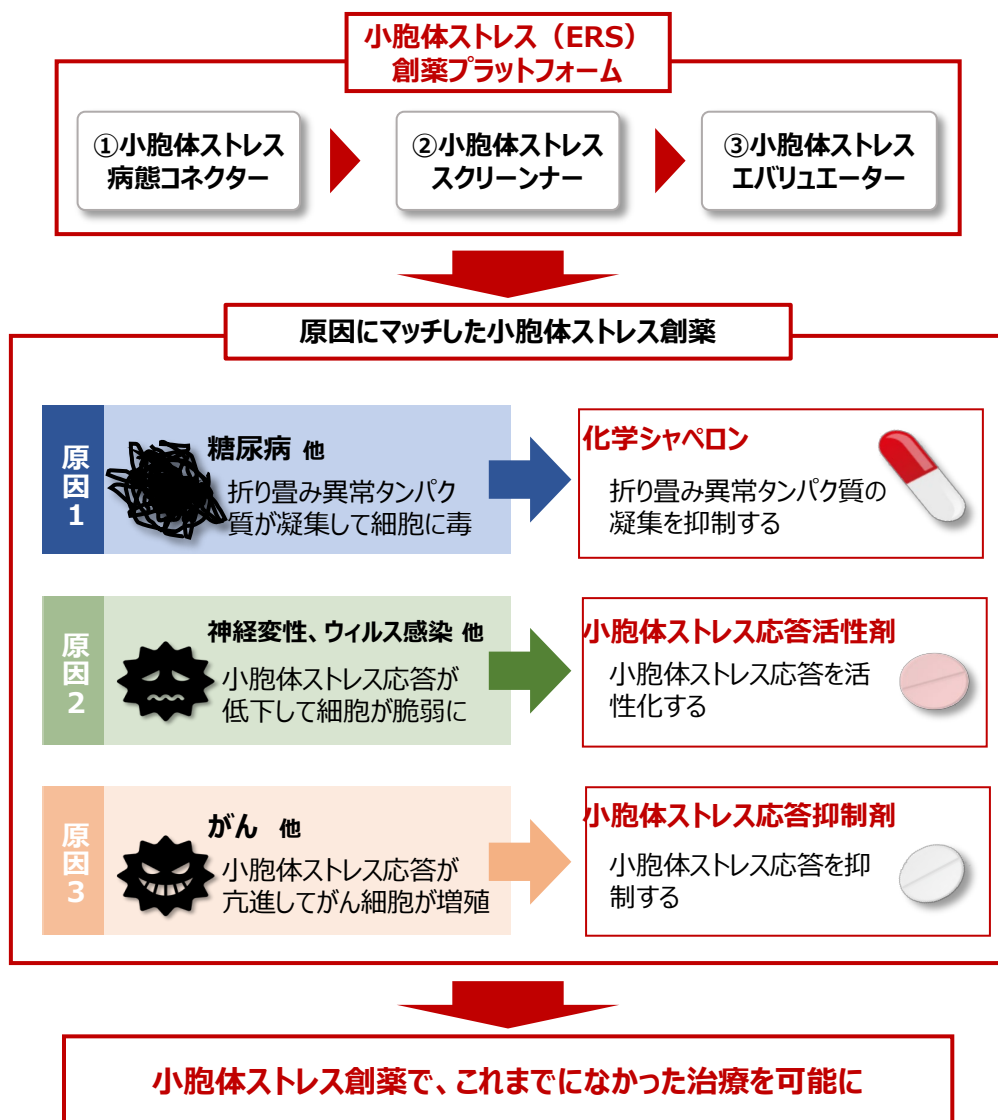 小胞体ストレス（ERS）
創薬プラットフォーム
①小胞体ストレス
病態コネクター
②小胞体ストレス
スクリーンナー
③小胞体ストレス
エバリュエーター
原因にマッチした小胞体ストレス創薬
原因1
糖尿病 他
折り畳み異常タンパク
質が凝集して細胞に毒
化学シャペロン
折り畳み異常タンパク質の
凝集を抑制する
原因2
神経変性、ウィルス感染 他
小胞体ストレス応答が
低下して細胞が脆弱に
小胞体ストレス応答活性剤
小胞体ストレス応答を活
性化する
原因3
がん 他
小胞体ストレス応答が
亢進してがん細胞が増殖
小胞体ストレス応答抑制剤
小胞体ストレス応答を抑
制する
小胞体ストレス創薬で、これまでになかった治療を可能に